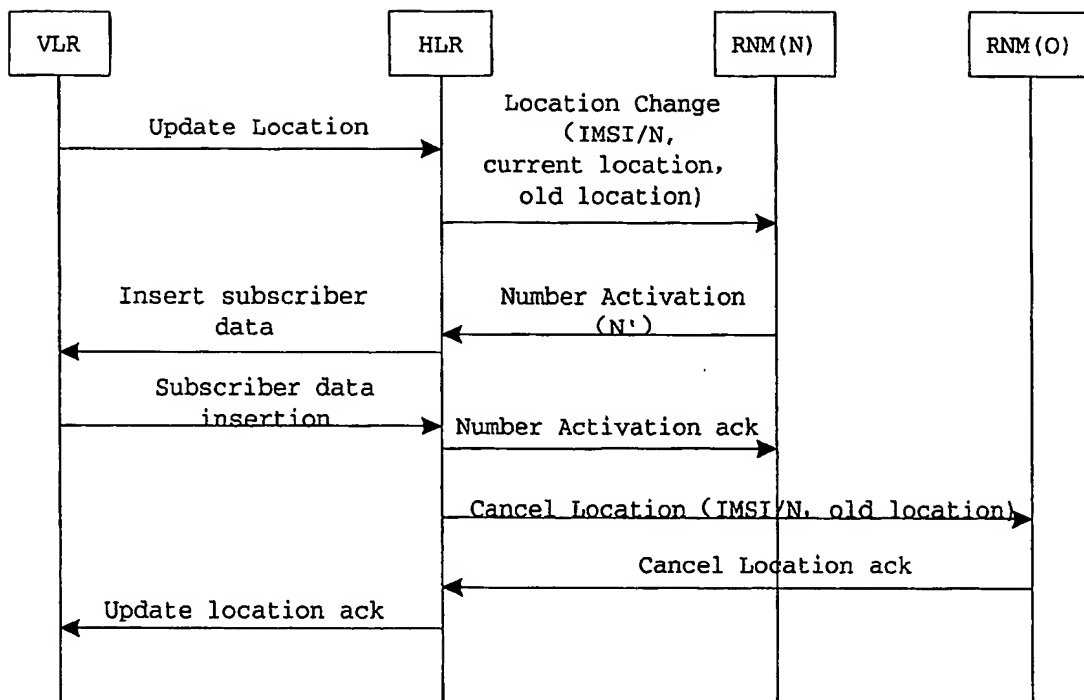 VLR
HLR
RNM(N)
RNM(O)
Update Location
Location Change
(IMSI/N,
current location,
old location)
Insert subscriber
data
Number Activation
(N')
Subscriber data
insertion
Number Activation ack
Cancel Location (IMSI/N, old location)
Cancel Location ack
Update location ack